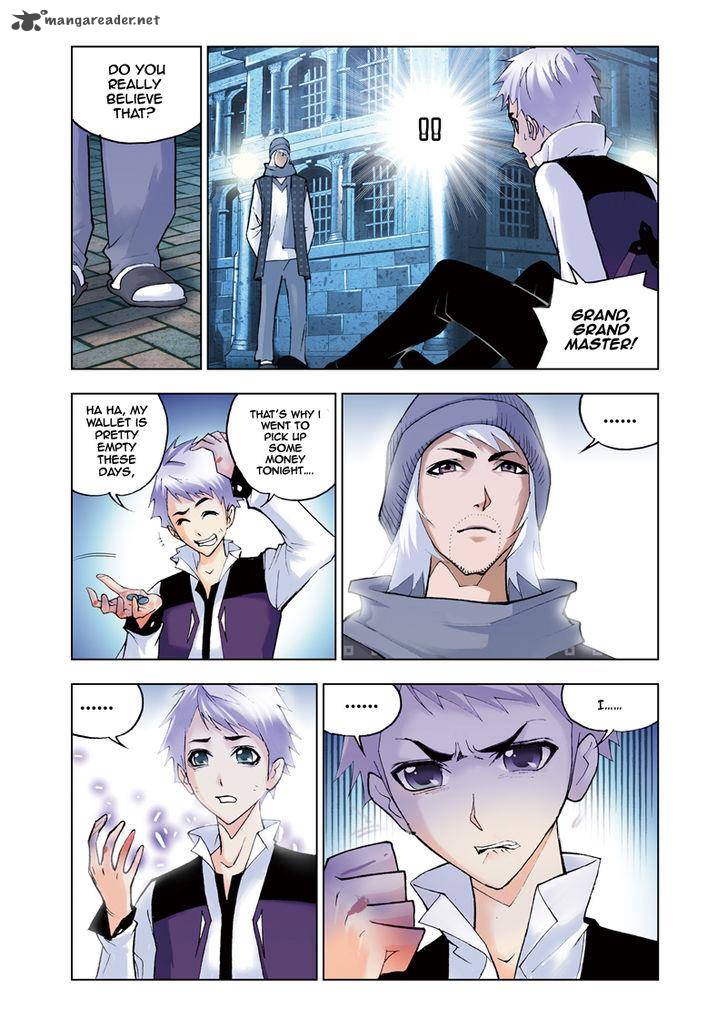 mangareader.net
DO YOU
REALLY
BELIEVE
THAT?
!!
GRAND,
GRAND
MASTER!
HA HA, MY
WALLET IS
PRETTY
EMPTY
THESE
DAYS,
THAT'S WHY I
WENT TO
PICK UP
SOME
MONEY
TONIGHT....
......
......
......
I......